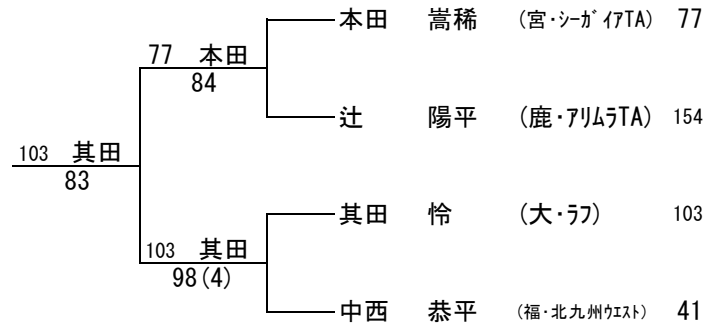 本田 嵩稀 (宮・シーガイアTA) 77
77 本田
84
辻 陽平 (鹿・アリムラTA) 154
103 其田
83
其田 怜 (大・ラフ) 103
103 其田
98(4)
中西 恭平 (福・北九州ウエスト) 41